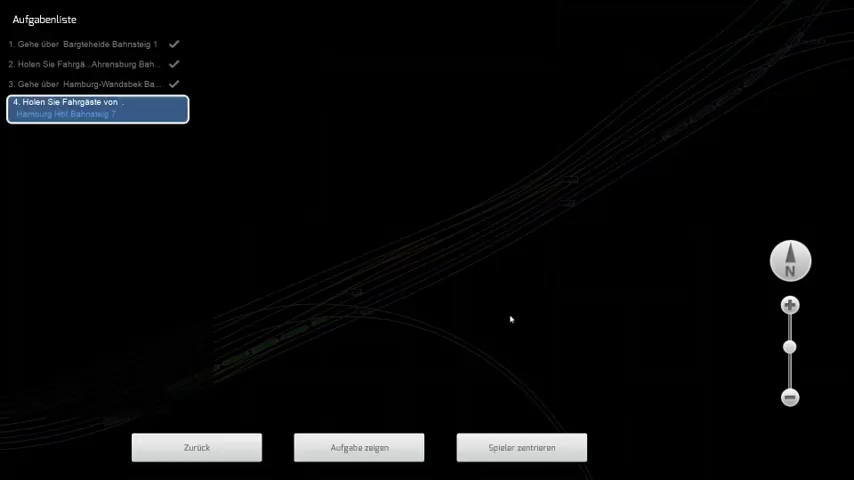 Aufgabenliste
1. Gehe über Bargteheide Bahnsteig 1
2. Holen Sie Fahrgä...Ahrensburg Bah...
3. Gehe über Hamburg-Wandsbek Ba...
4. Holen Sie Fahrgäste von .
Hamburg Hbf Bahnsteig 7
N
Zurück
Aufgabe zeigen
Spieler zentrieren